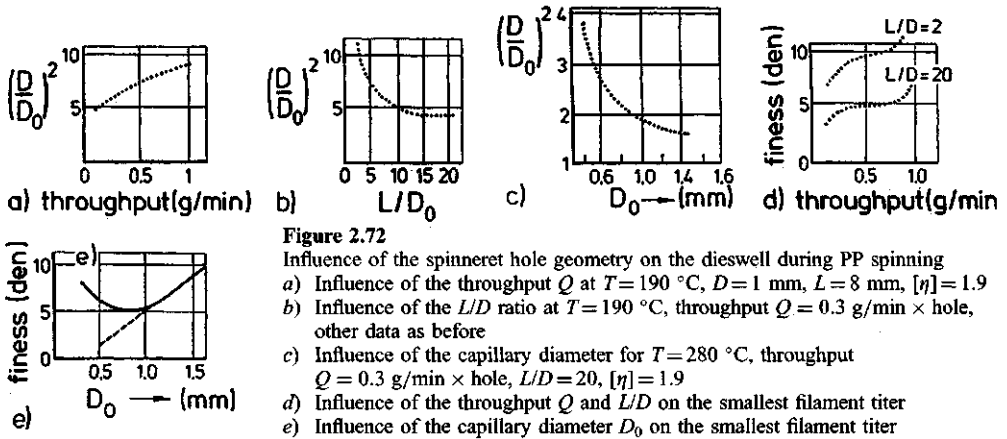 (D/D₀)²
10
5
0 0.5 1
a) throughput(g/min)
(D/D₀)²
10
5
0 5 10 15 20
b) L/D₀
(D/D₀)²
4
3
2
1
0,6 1.0 1.4 1.6
c) D₀ → (mm)
finess (den)
10
5
0
L/D=2
L/D=20
0 0.5 1.0
d) throughput(g/min
finess (den)
10
5
0
e)
0,5 1.0 1.5
D₀ → (mm)
e)
Figure 2.72
Influence of the spinneret hole geometry on the dieswell during PP spinning
a) Influence of the throughput Q at T = 190 °C, D = 1 mm, L = 8 mm, [η] = 1.9
b) Influence of the L/D ratio at T = 190 °C, throughput Q = 0.3 g/min × hole,
other data as before
c) Influence of the capillary diameter for T = 280 °C, throughput
Q = 0.3 g/min × hole, L/D = 20, [η] = 1.9
d) Influence of the throughput Q and L/D on the smallest filament titer
e) Influence of the capillary diameter D₀ on the smallest filament titer